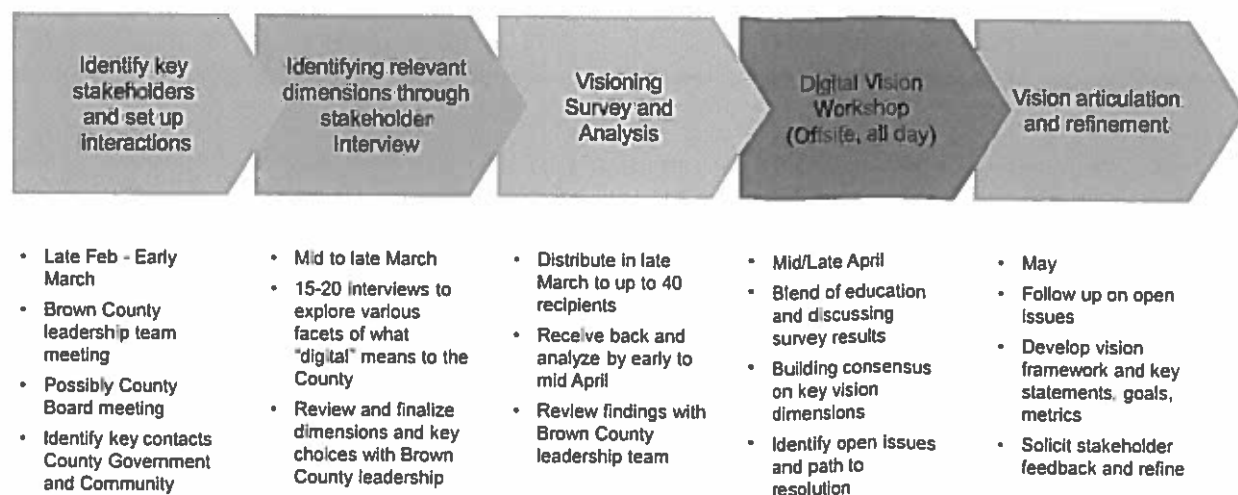 Identify key
stakeholders
and set up
interactions
Identifying relevant
dimensions through
stakeholder
Interview
Visioning
Survey and
Analysis
Digital Vision
Workshop
(Offsite, all day)
Vision articulation
and refinement
• Late Feb - Early
March
• Brown County
leadership team
meeting
• Possibly County
Board meeting
• Identify key contacts
County Government
and Community
• Mid to late March
• 15-20 interviews to
explore various
facets of what
"digital" means to the
County
• Review and finalize
dimensions and key
choices with Brown
County leadership
• Distribute in late
March to up to 40
recipients
• Receive back and
analyze by early to
mid April
• Review findings with
Brown County
leadership team
• Mid/Late April
• Blend of education
and discussing
survey results
• Building consensus
on key vision
dimensions
• Identify open issues
and path to
resolution
• May
• Follow up on open
issues
• Develop vision
framework and key
statements, goals,
metrics
• Solicit stakeholder
feedback and refine